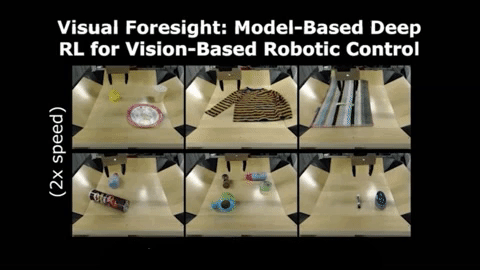 Visual Foresight: Model-Based Deep
RL for Vision-Based Robotic Control
(2x speed)